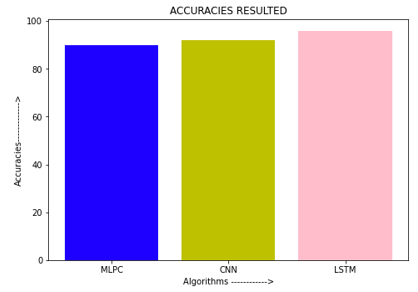 ACCURACIES RESULTED
100
80
60
40
20
0
Accuracies------------->
MLPC CNN LSTM
Algorithms ------------>